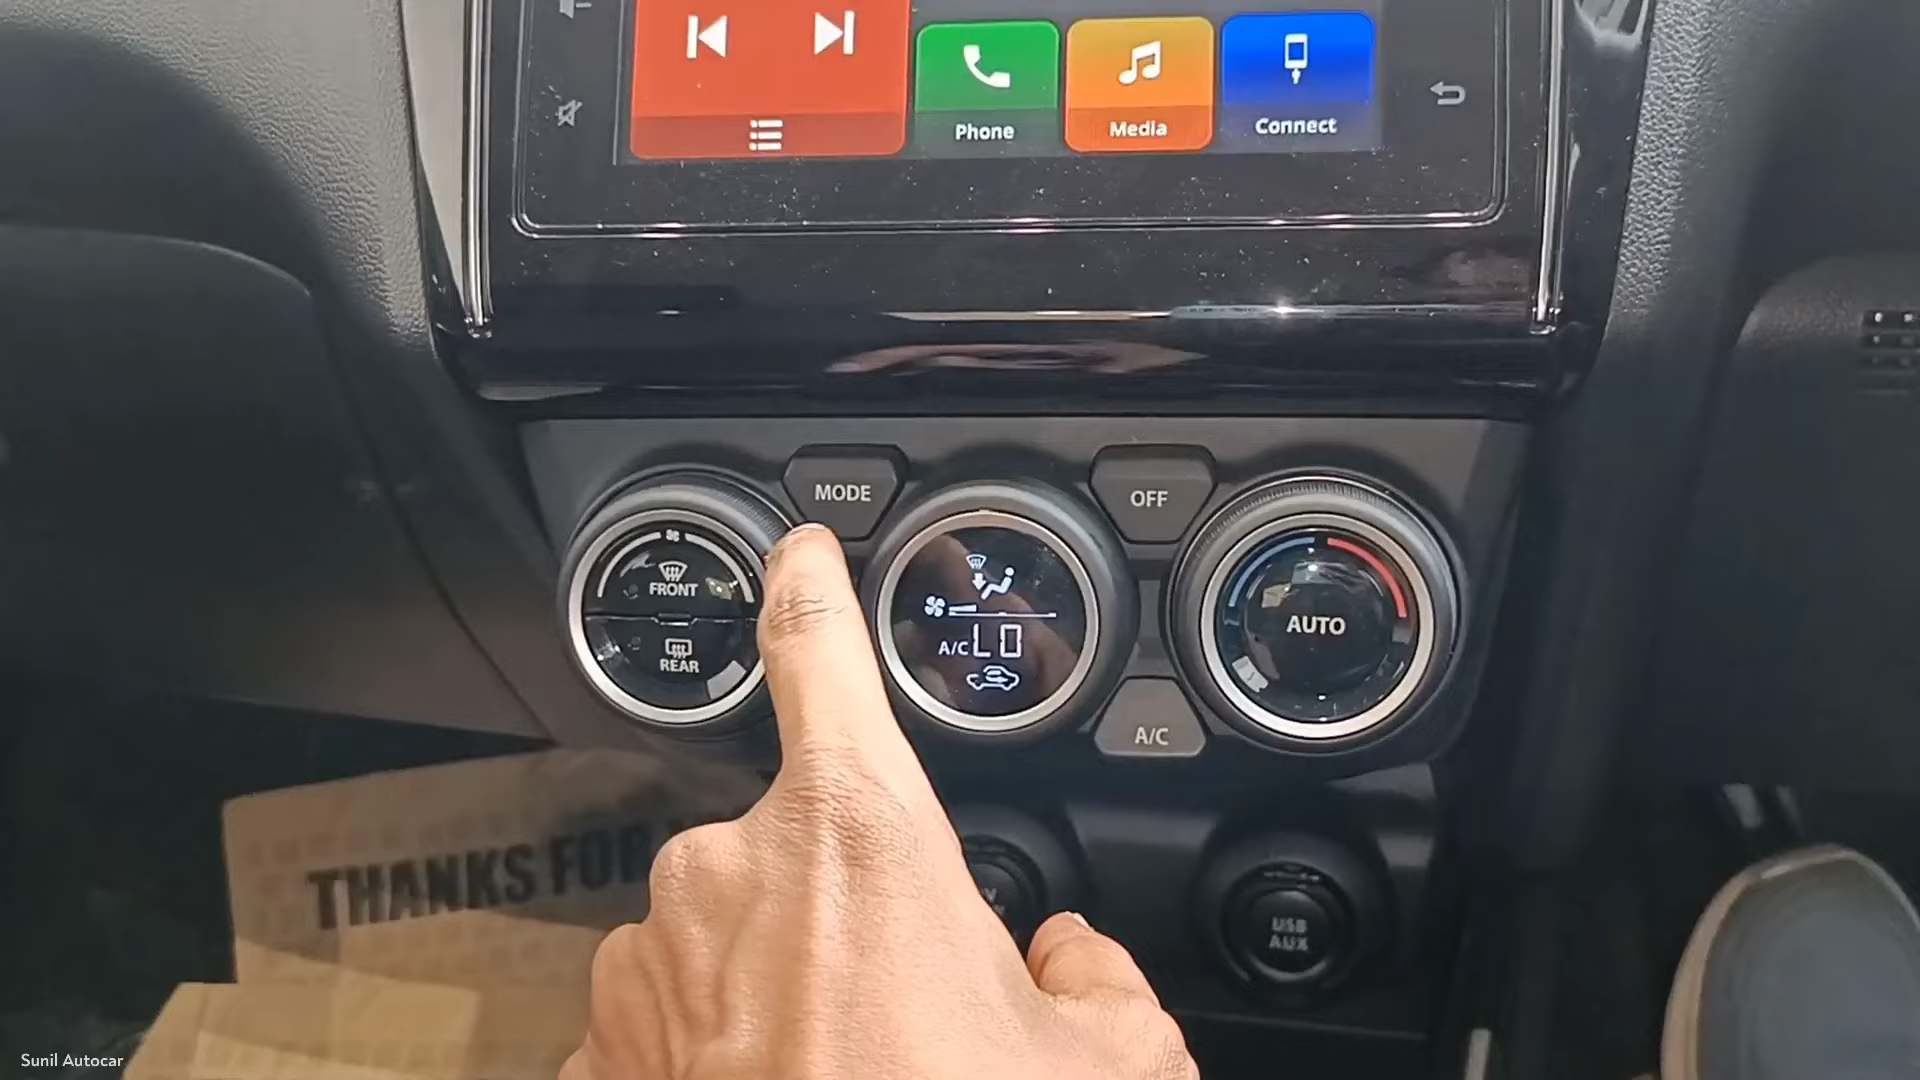 Phone
Media
Connect
MODE
OFF
FRONT
REAR
A/C LO
AUTO
A/C
THANKS FOR
USB
AUX
Sunil Autocar